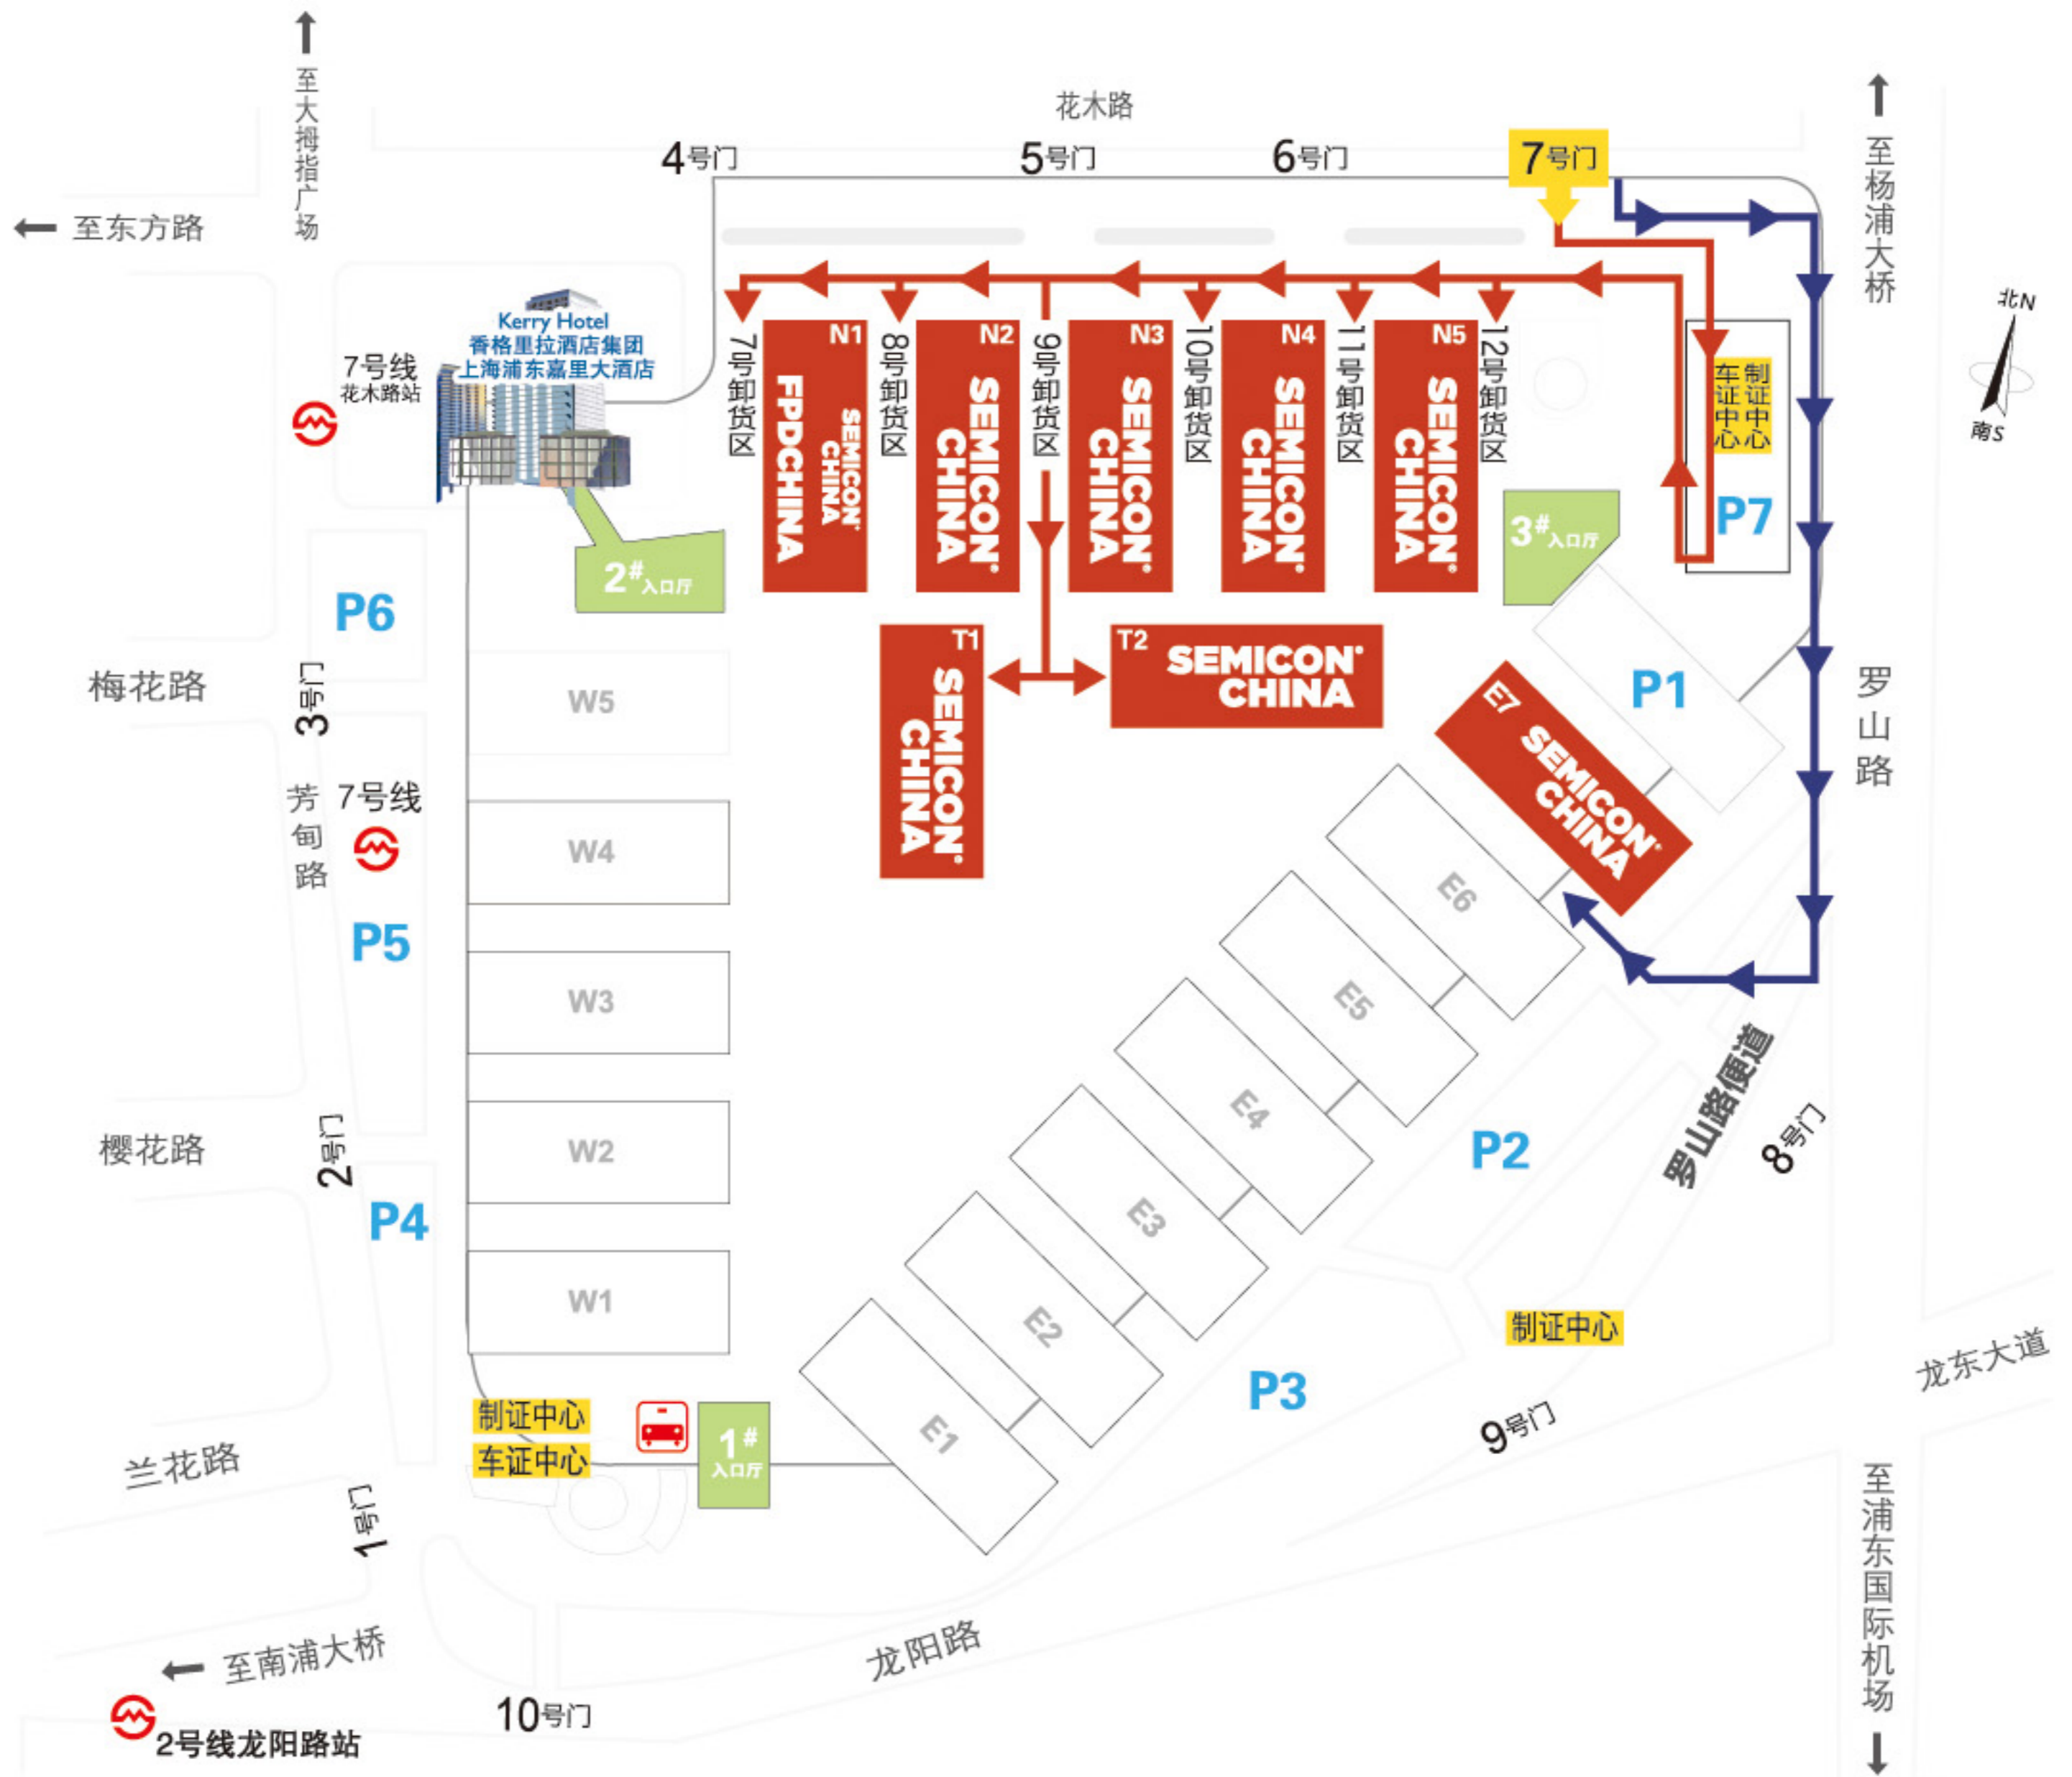 至大拇指广场
花木路
4号门
5号门
6号门
7号门
至杨浦大桥
至东方路
北N
南S
Kerry Hotel
香格里拉酒店集团
上海浦东嘉里大酒店
7号线
花木路站
7号卸货区
N1
FPDCHINA
SEMICON
CHINA
8号卸货区
N2
SEMICON
CHINA
9号卸货区
N3
SEMICON
CHINA
10号卸货区
N4
SEMICON
CHINA
11号卸货区
N5
SEMICON
CHINA
12号卸货区
制证中心
车证中心
P7
3#入口厅
2#入口厅
P6
T1
SEMICON
CHINA
T2
SEMICON
CHINA
P1
E7
SEMICON
CHINA
梅花路
3号门
罗山路
W5
芳甸路
7号线
W4
E6
P5
W3
E5
罗山路便道
8号门
樱花路
2号门
W2
E4
P2
P4
E3
W1
E2
制证中心
P3
龙东大道
制证中心
车证中心
1#
入口厅
E1
9号门
兰花路
1号门
至浦东国际机场
至南浦大桥
龙阳路
10号门
2号线龙阳路站